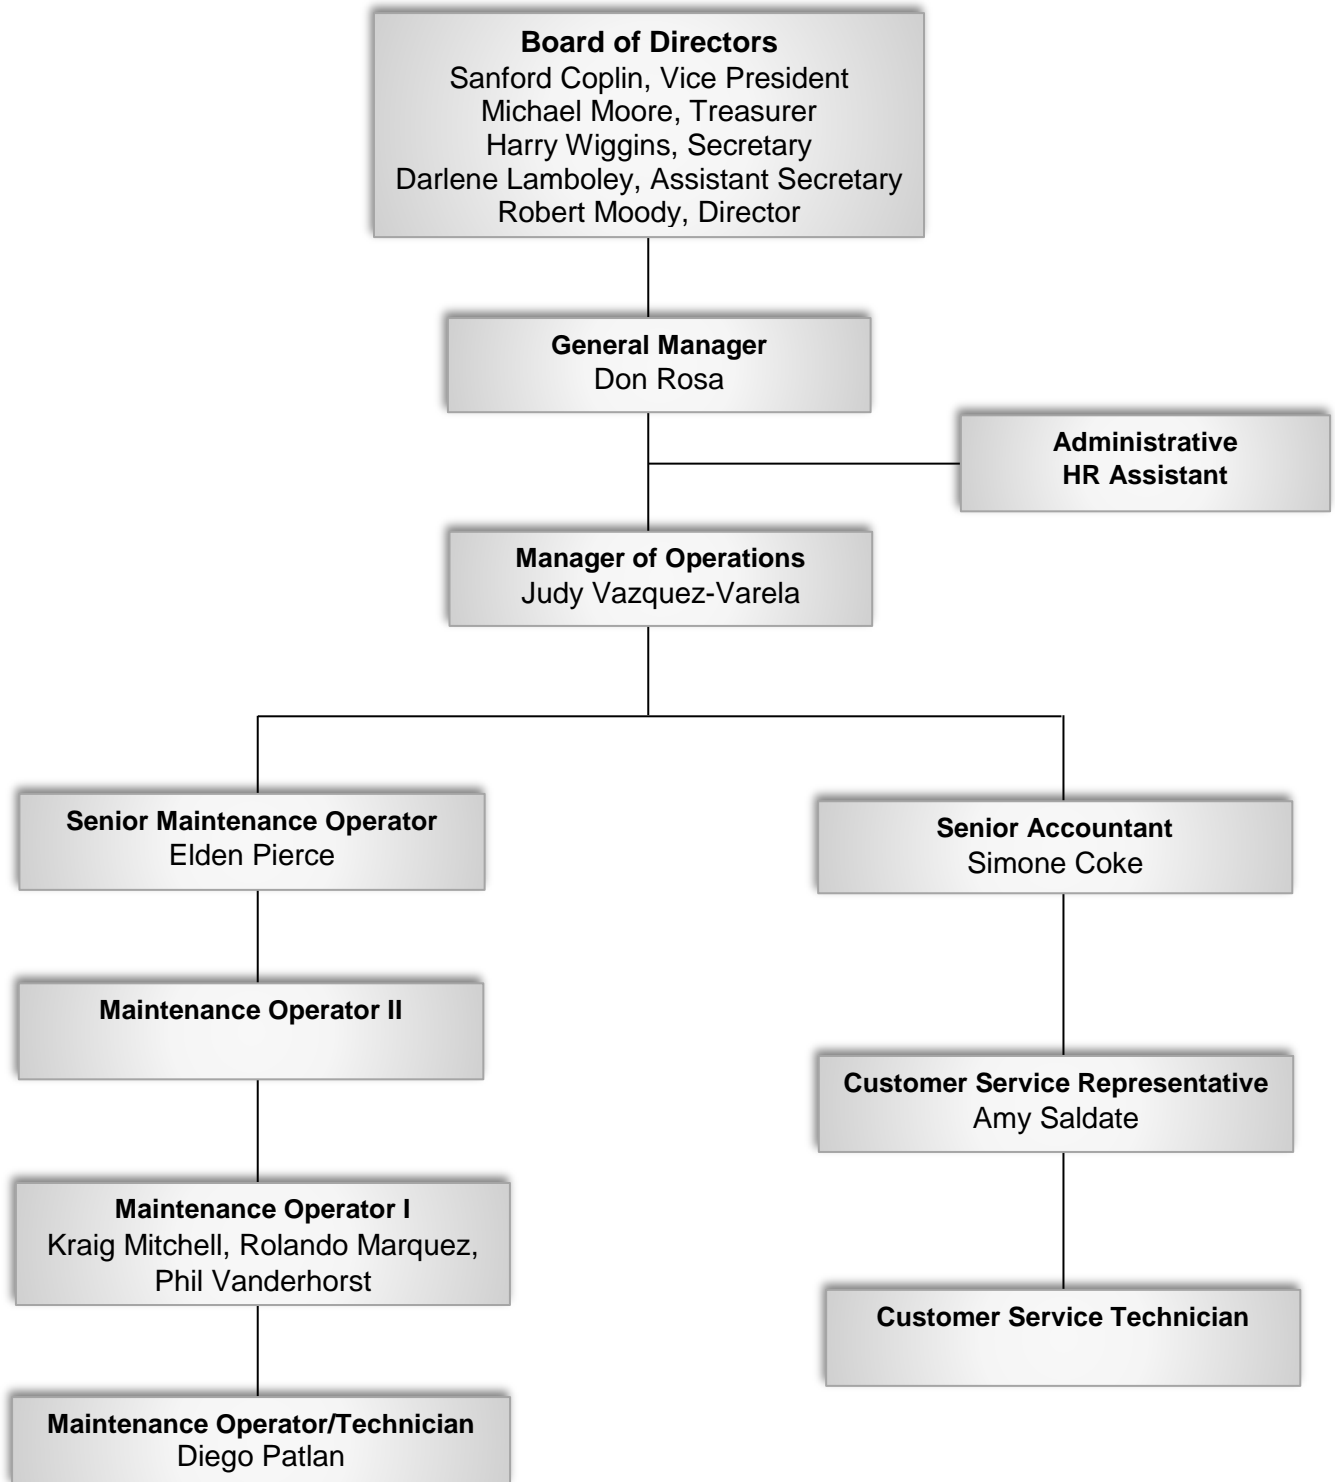 Board of Directors
Sanford Coplin, Vice President
Michael Moore, Treasurer
Harry Wiggins, Secretary
Darlene Lamboley, Assistant Secretary
Robert Moody, Director
General Manager
Don Rosa
Administrative
HR Assistant
Manager of Operations
Judy Vazquez-Varela
Senior Maintenance Operator
Elden Pierce
Senior Accountant
Simone Coke
Maintenance Operator II
Customer Service Representative
Amy Saldate
Maintenance Operator I
Kraig Mitchell, Rolando Marquez,
Phil Vanderhorst
Customer Service Technician
Maintenance Operator/Technician
Diego Patlan